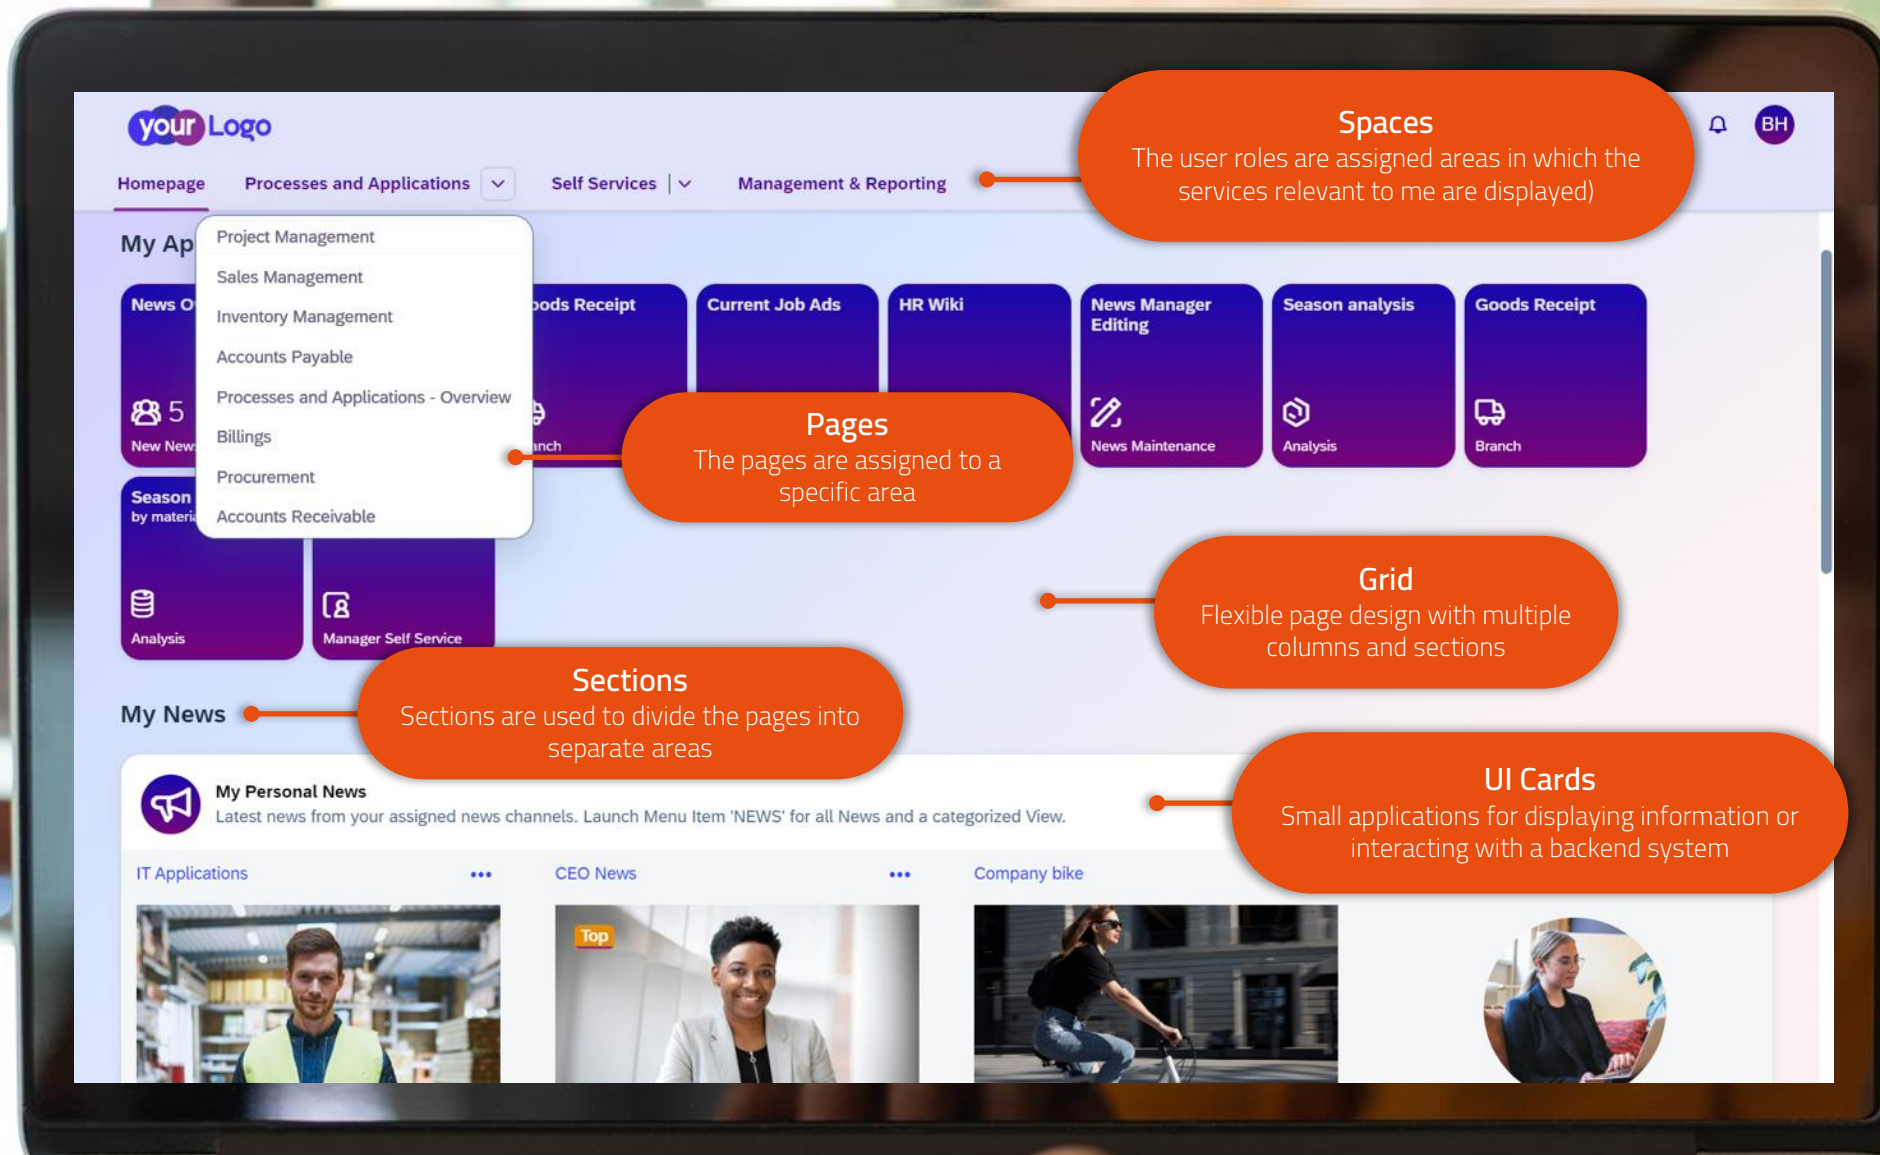 your Logo
BH
Homepage
Processes and Applications
Self Services
Management & Reporting
Spaces
The user roles are assigned areas in which the
services relevant to me are displayed)
My
Project Management
Sales Management
Inventory Management
Accounts Payable
Processes and Applications - Overview
Billings
Procurement
Accounts Receivable
News
5
New
Receipt
Current Job Ads
HR Wiki
News Manager
Editing
News Maintenance
Season analysis
Analysis
Goods Receipt
Branch
Pages
The pages are assigned to a
specific area
Season
by
Analysis
Manager Self Service
Grid
Flexible page design with multiple
columns and sections
Sections
Sections are used to divide the pages into
separate areas
My News
My Personal News
Latest news from your assigned news channels. Launch Menu Item 'NEWS' for all News and a categorized View.
UI Cards
Small applications for displaying information or
interacting with a backend system
IT Applications
CEO News
Company bike
Top